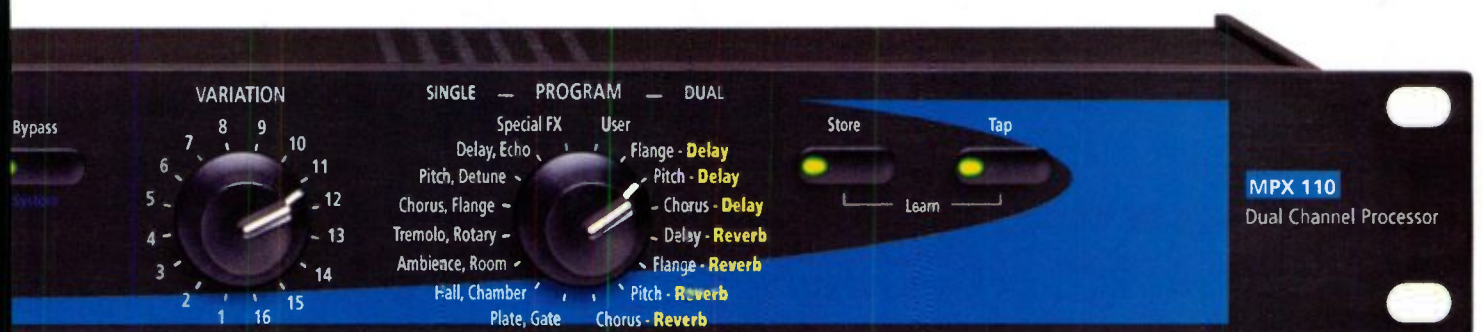 VARIATION
SINGLE — PROGRAM — DUAL
Bypass
System
8
9
7
10
6
11
5
12
4
13
3
14
2
15
1
16
Special FX
User
Delay, Echo
Flange - Delay
Pitch, Detune
Pitch - Delay
Chorus, Flange
Chorus - Delay
Tremolo, Rotary
Delay - Reverb
Ambience, Room
Flange - Reverb
Hall, Chamber
Pitch - Reverb
Plate, Gate
Chorus - Reverb
Store
Tap
Learn
MPX 110
Dual Channel Processor